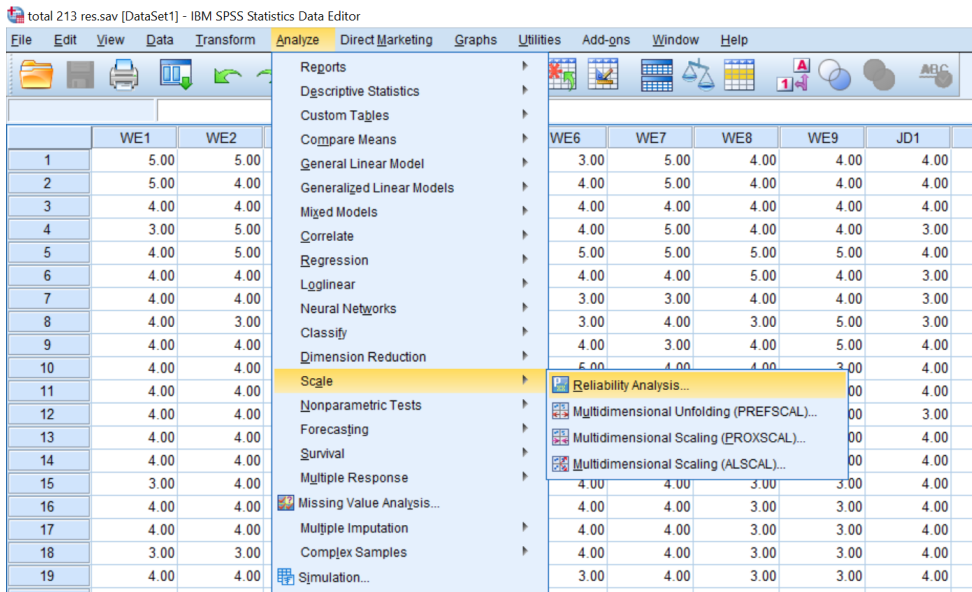 total 213 res.sav [DataSet1] - IBM SPSS Statistics Data Editor
File Edit View Data Transform Analyze Direct Marketing Graphs Utilities Add-ons Window Help
A
1
ABC
Reports
Descriptive Statistics
Custom Tables
Compare Means
General Linear Model
Generalized Linear Models
Mixed Models
Correlate
Regression
Loglinear
Neural Networks
Classify
Dimension Reduction
Scale
Nonparametric Tests
Forecasting
Survival
Multiple Response
Missing Value Analysis...
Multiple Imputation
Complex Samples
Simulation...
Reliability Analysis...
Multidimensional Unfolding (PREFSCAL)...
Multidimensional Scaling (PROXSCAL)...
Multidimensional Scaling (ALSCAL)...
WE1 WE2 WE6 WE7 WE8 WE9 JD1
1 5.00 5.00 3.00 5.00 4.00 4.00 4.00
2 5.00 4.00 4.00 5.00 4.00 4.00 4.00
3 4.00 4.00 4.00 4.00 4.00 4.00 4.00
4 3.00 5.00 4.00 5.00 4.00 4.00 3.00
5 4.00 5.00 5.00 5.00 5.00 5.00 4.00
6 4.00 4.00 4.00 4.00 5.00 4.00 3.00
7 4.00 4.00 3.00 3.00 4.00 4.00 3.00
8 4.00 3.00 3.00 4.00 3.00 5.00 3.00
9 4.00 4.00 4.00 3.00 4.00 5.00 4.00
10 4.00 4.00 5.00 4.00 4.00 3.00 4.00
11 4.00 4.00 00 4.00
12 4.00 4.00 00 3.00
13 4.00 4.00 00 4.00
14 4.00 4.00 00 4.00
15 3.00 4.00 4.00 4.00 3.00 3.00 4.00
16 4.00 4.00 4.00 4.00 3.00 3.00 4.00
17 4.00 4.00 4.00 4.00 3.00 3.00 4.00
18 3.00 3.00 4.00 4.00 3.00 3.00 4.00
19 4.00 4.00 3.00 4.00 3.00 3.00 4.00